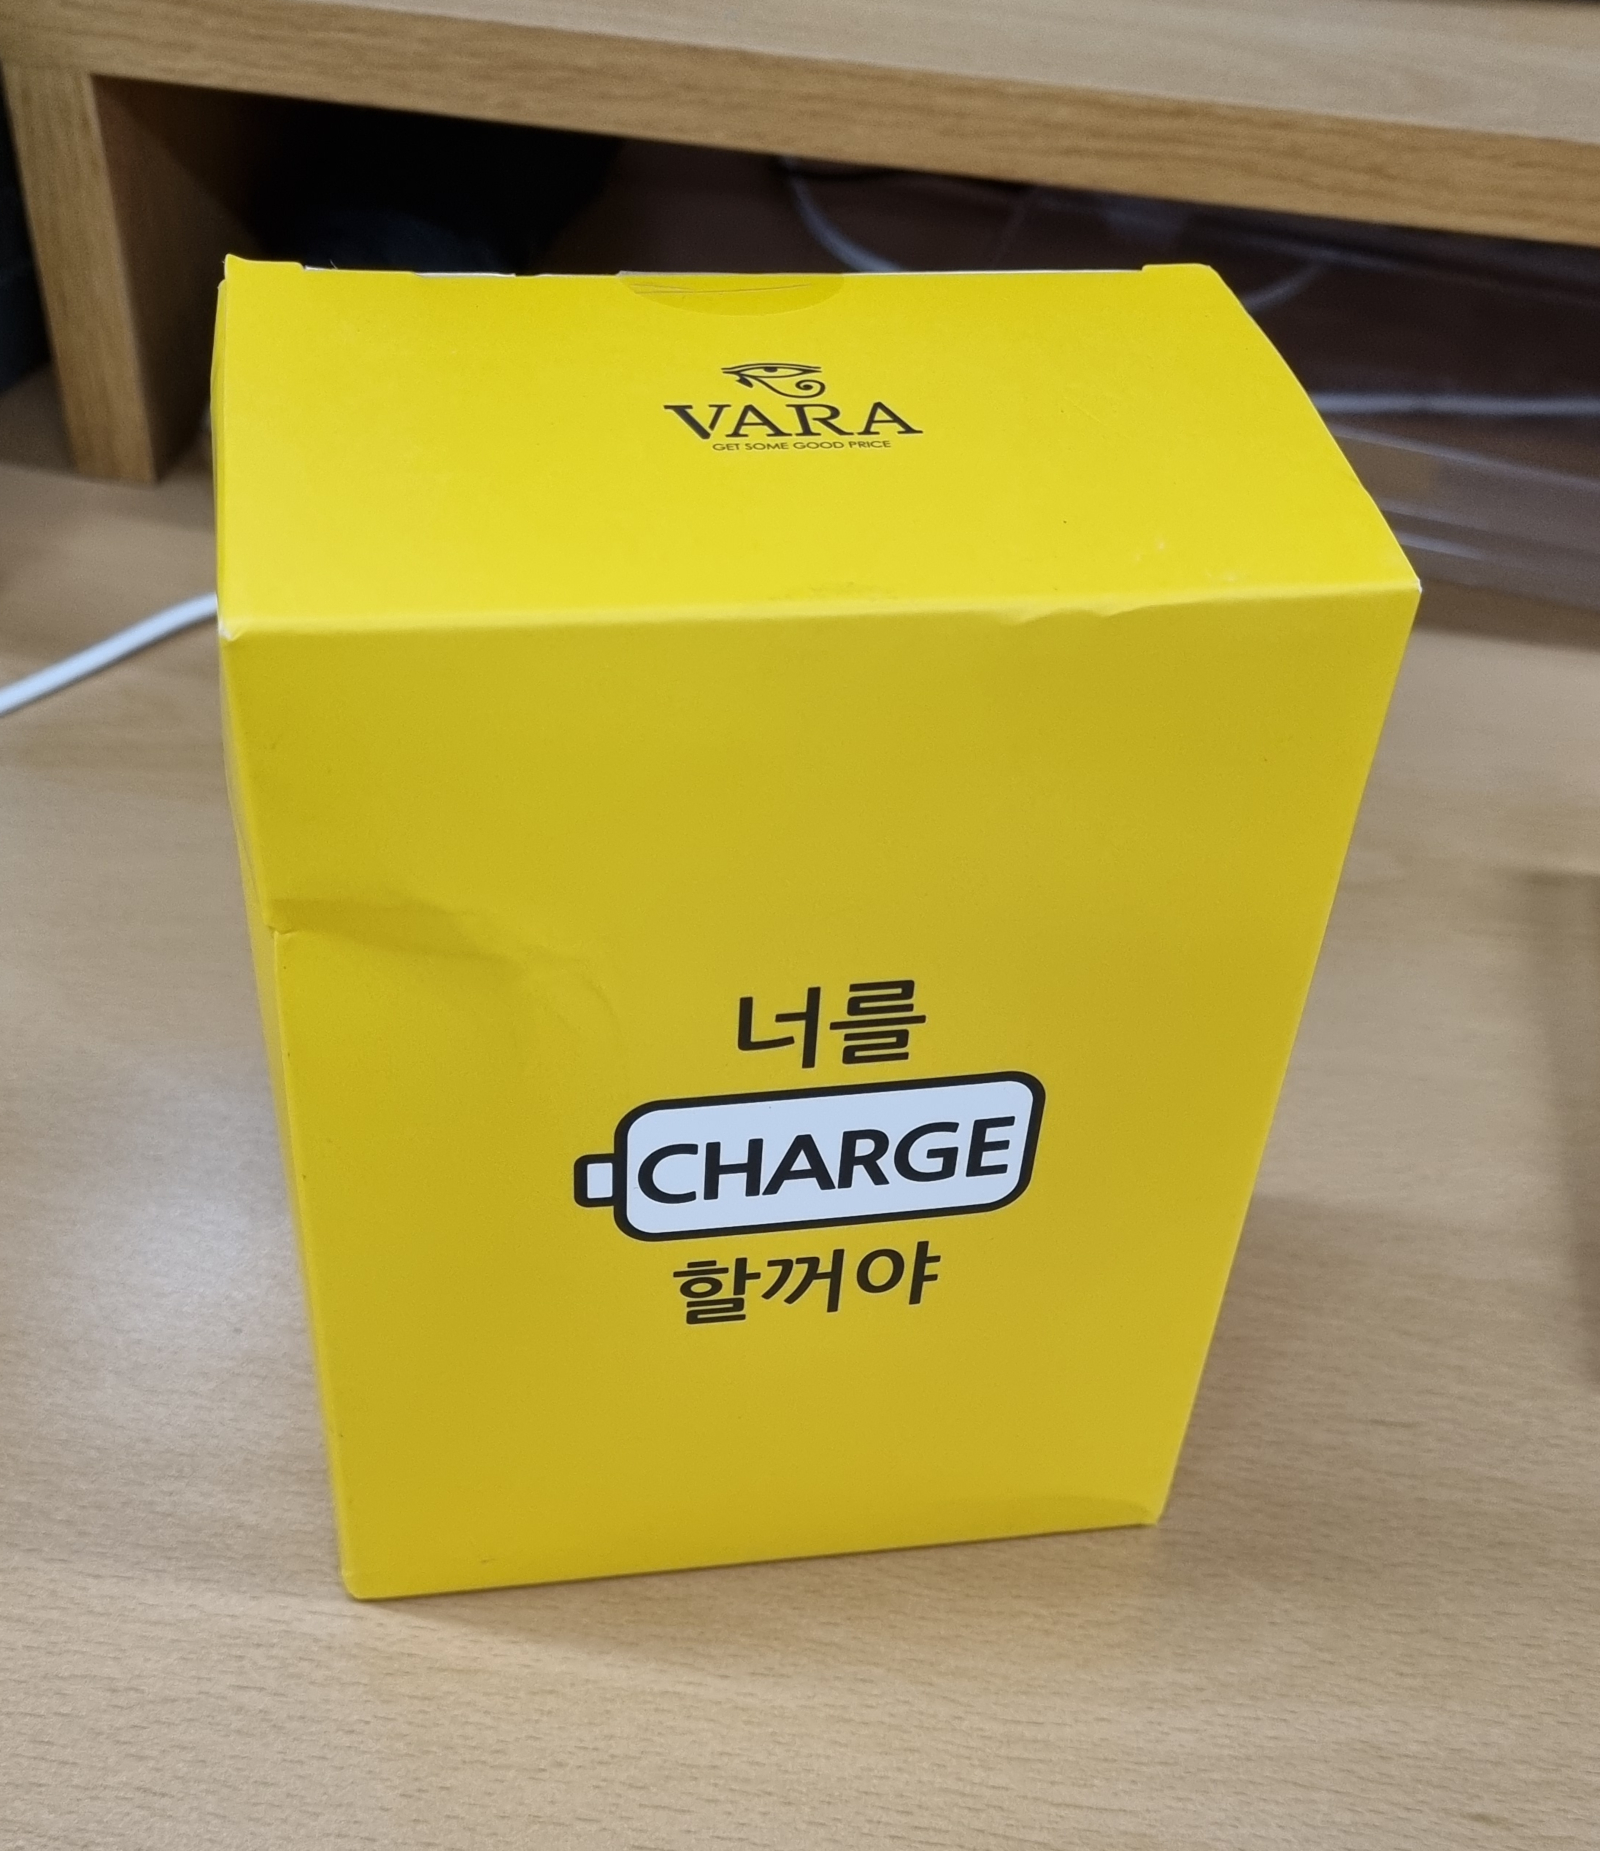 VARA
GET SOME GOOD PRICE
너를
CHARGE
할꺼야